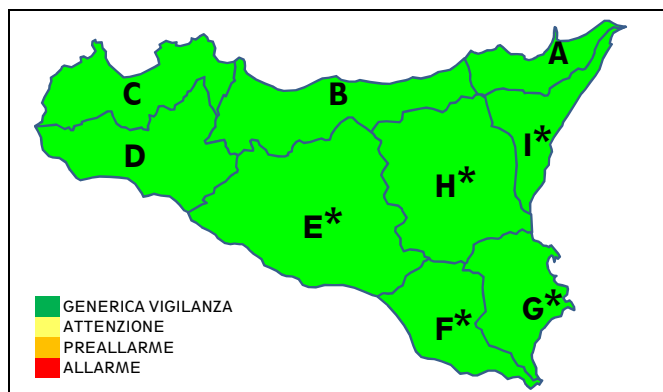 A
C
B
I*
D
H*
E*
G*
F*
GENERICA VIGILANZA
ATTENZIONE
PREALLARME
ALLARME